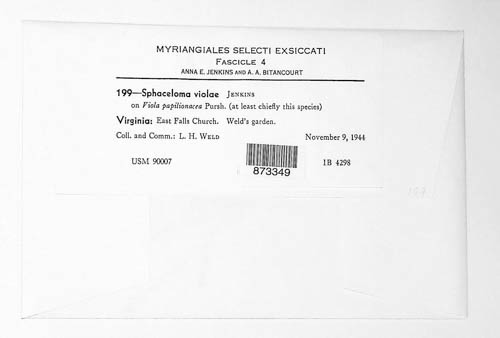 MYRIANGIALES SELECTI EXSICCATI
FASCICLE 4
ANNA E. JENKINS AND A. A. BITANCOURT
199—Sphaceloma violae JENKINS
on Viola papilionacea Pursh. (at least chiefly this species)
Virginia: East Falls Church. Weld's garden.
Coll. and Comm.: L. H. WELD November 9, 1944
USM 90007 IB 4298
873349
199